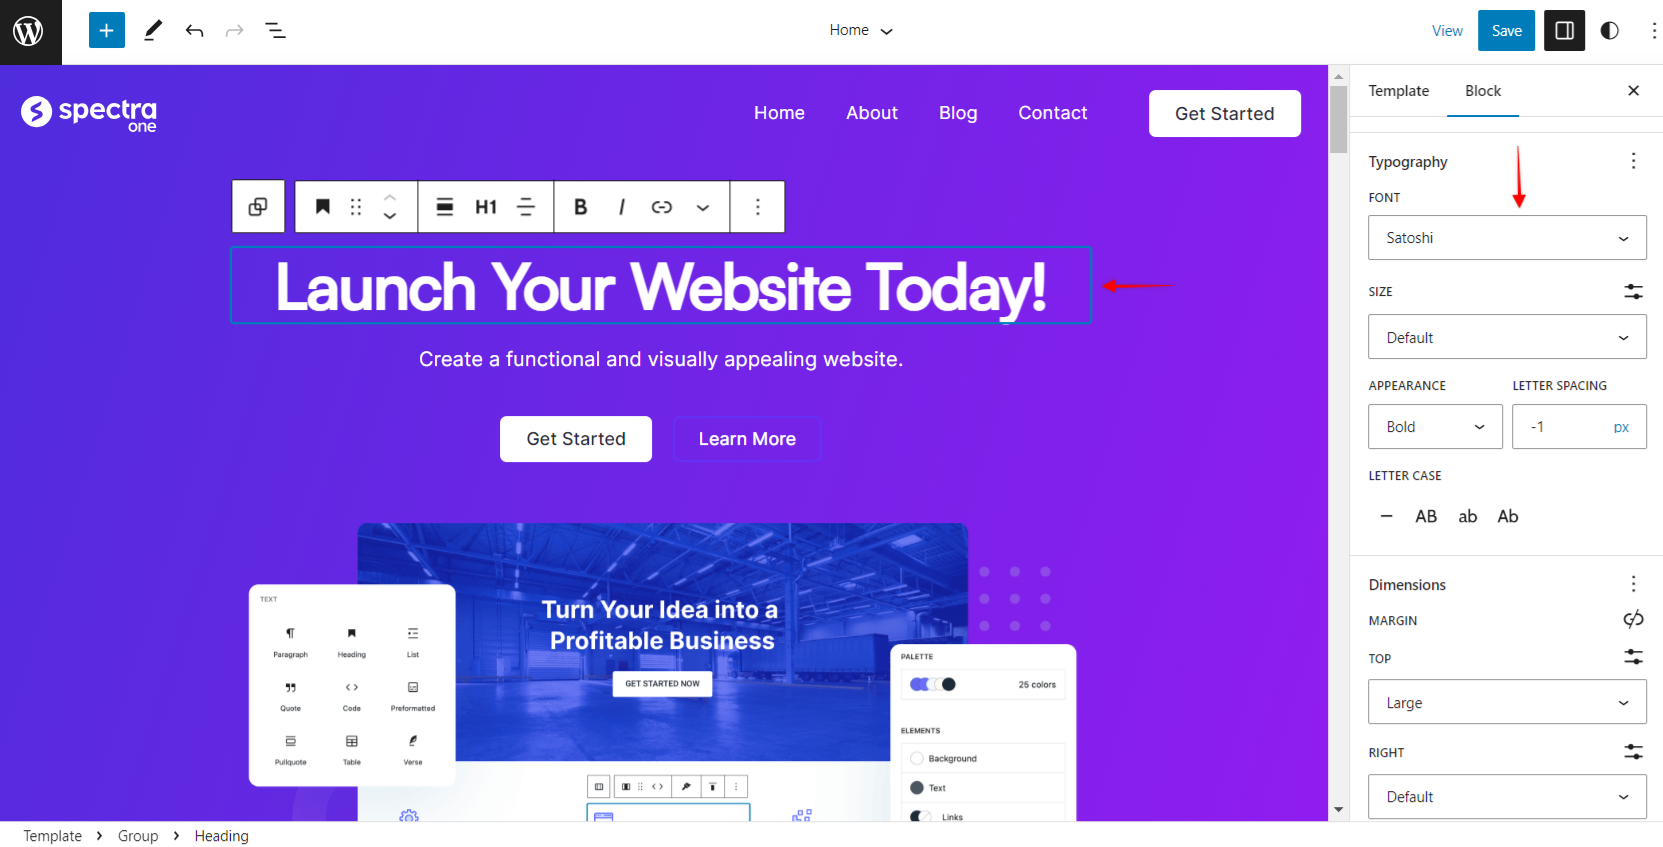 Home
View
Save
spectra
one
Home
About
Blog
Contact
Get Started
H1
B
I
Launch Your Website Today!
Create a functional and visually appealing website.
Get Started
Learn More
TEXT
Paragraph
Heading
List
Quote
Code
Preformatted
Pullquote
Table
Verse
Turn Your Idea into a
Profitable Business
GET STARTED NOW
PALETTE
25 colors
ELEMENTS
Background
Text
Links
Template
Block
Typography
FONT
Satoshi
SIZE
Default
APPEARANCE
LETTER SPACING
Bold
-1
px
LETTER CASE
— AB ab Ab
Dimensions
MARGIN
TOP
Large
RIGHT
Default
Template > Group > Heading